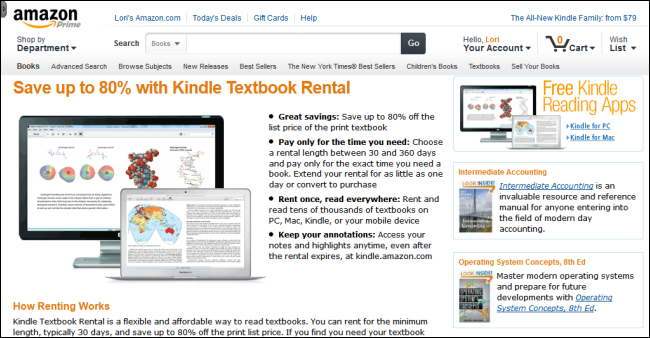 amazon
Prime
Lori's Amazon.com
Today's Deals
Gift Cards
Help
The All-New Kindle Family: from $79
Shop by
Department
Search
Books
Go
Hello, Lori
Your Account
0
Cart
Wish
List
Books
Advanced Search
Browse Subjects
New Releases
Best Sellers
The New York Times® Best Sellers
Children's Books
Textbooks
Sell Your Books
Save up to 80% with Kindle Textbook Rental
Great savings: Save up to 80% off the
list price of the print textbook
Pay only for the time you need: Choose
a rental length between 30 and 360 days
and pay only for the exact time you need a
book. Extend your rental for as little as one
day or convert to purchase
Rent once, read everywhere: Rent and
read tens of thousands of textbooks on
PC, Mac, Kindle, or your mobile device
Keep your annotations: Access your
notes and highlights anytime, even after
the rental expires, at kindle.amazon.com
How Renting Works
Kindle Textbook Rental is a flexible and affordable way to read textbooks. You can rent for the minimum
length, typically 30 days, and save up to 80% off the print list price. If you find you need your textbook
Free Kindle
Reading Apps
Kindle for PC
Kindle for Mac
Intermediate Accounting
LOOK INSIDE!
Intermediate Accounting is an
invaluable resource and reference
manual for anyone entering into
the field of modern day
accounting.
Operating System Concepts, 8th Ed
LOOK INSIDE!
Master modern operating systems
and prepare for future
developments with Operating
System Concepts, 8th Ed.